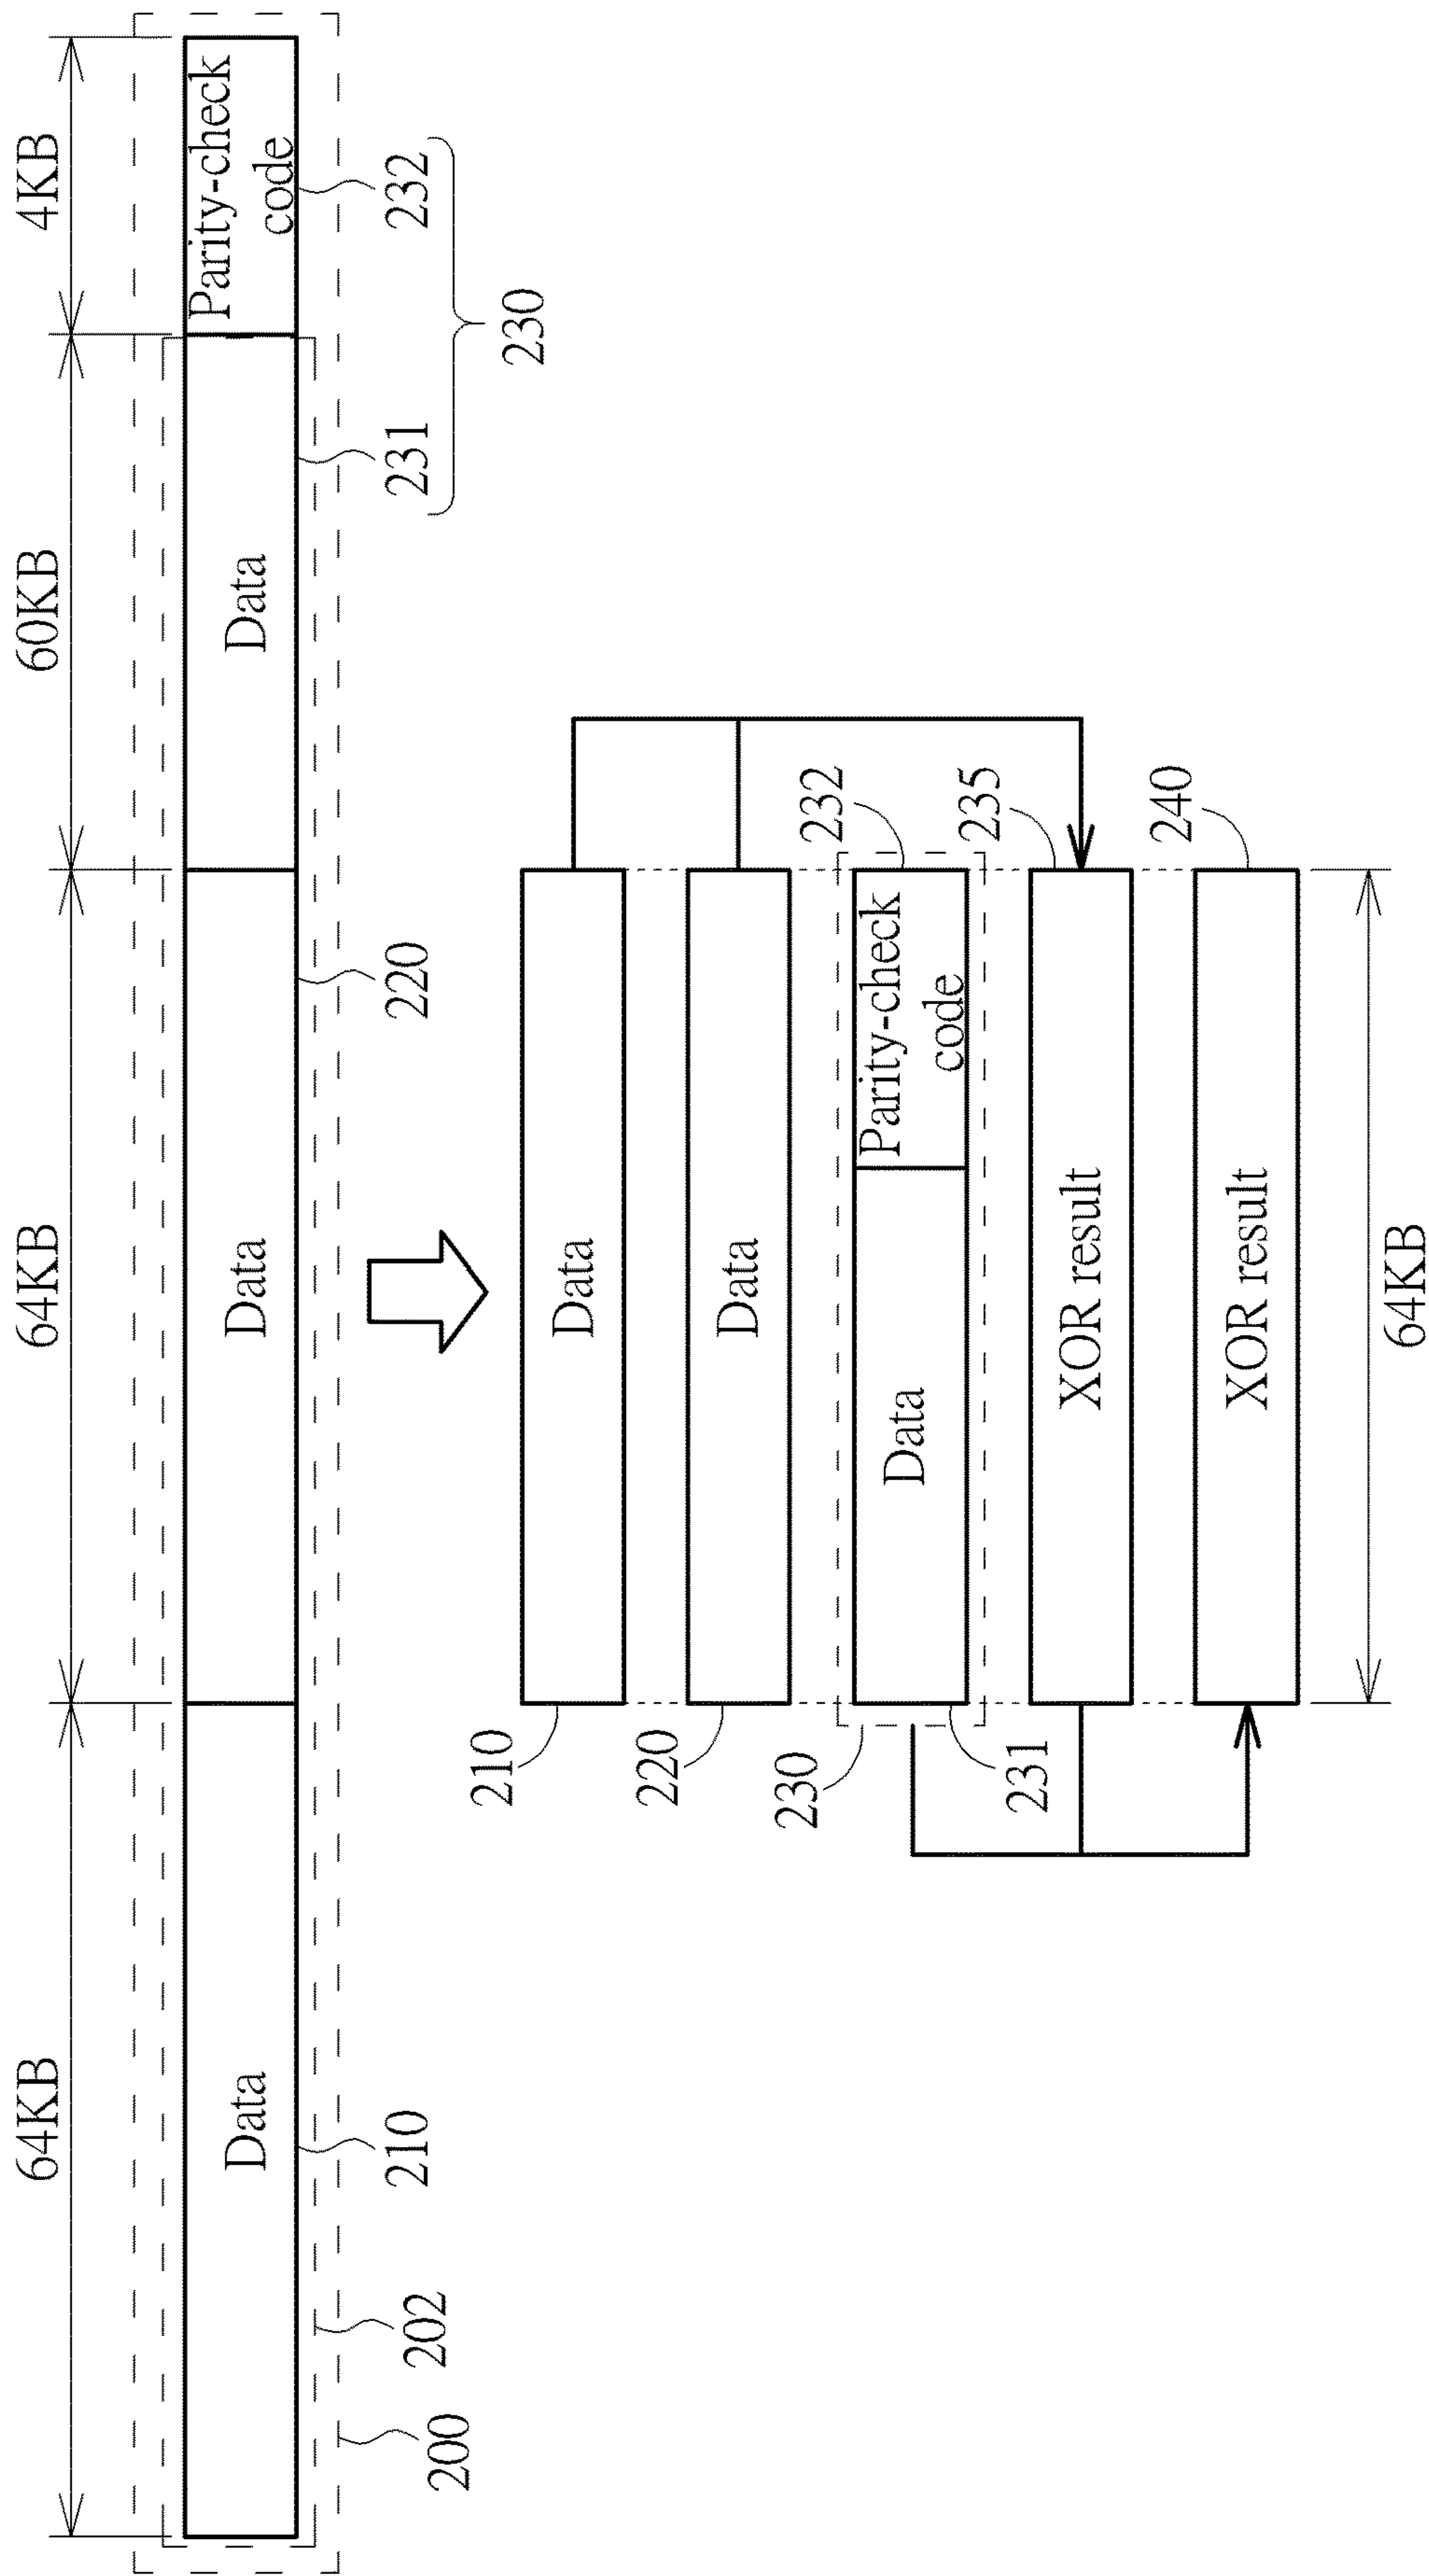 64KB
64KB
60KB
4KB
Data
Data
Data
Parity-check
code
200
202
210
220
231
232
230
210
Data
220
Data
230
Data
Parity-check
code
232
231
XOR result
235
XOR result
240
64KB